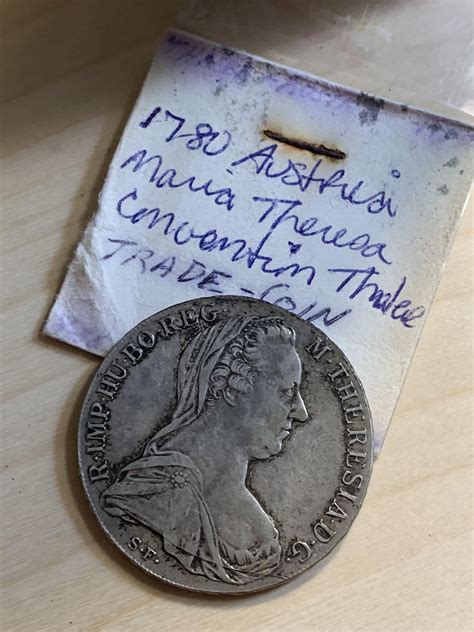 1780 Austria
Maria Theresa
Convention Thaler
TRADE-COIN
R·IMP·HU·BO·REG·
M·THERESIA·D·G·
S·F·